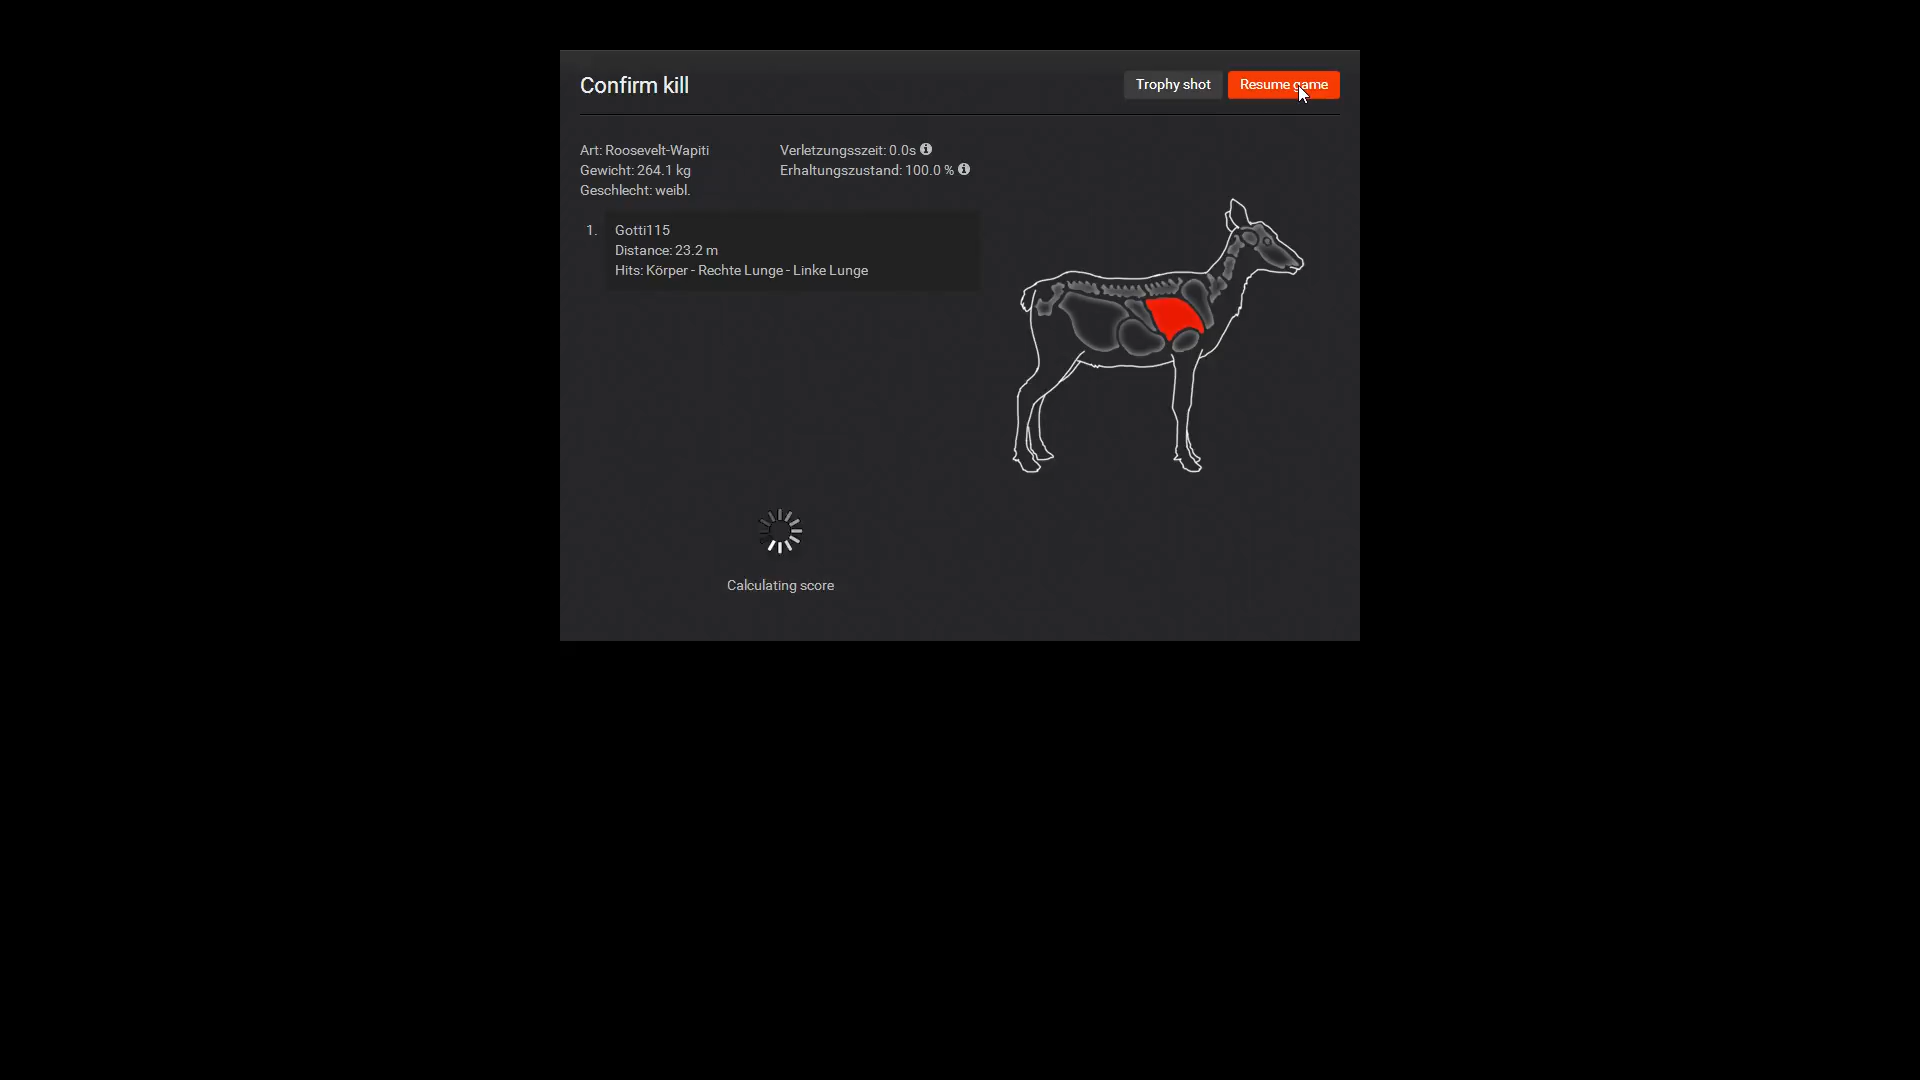 Confirm kill
Trophy shot
Resume game
Art: Roosevelt-Wapiti
Gewicht: 264.1 kg
Geschlecht: weibl.
Verletzungsszeit: 0.0s
Erhaltungszustand: 100.0 %
1.
Gotti115
Distance: 23.2 m
Hits: Körper - Rechte Lunge - Linke Lunge
Calculating score